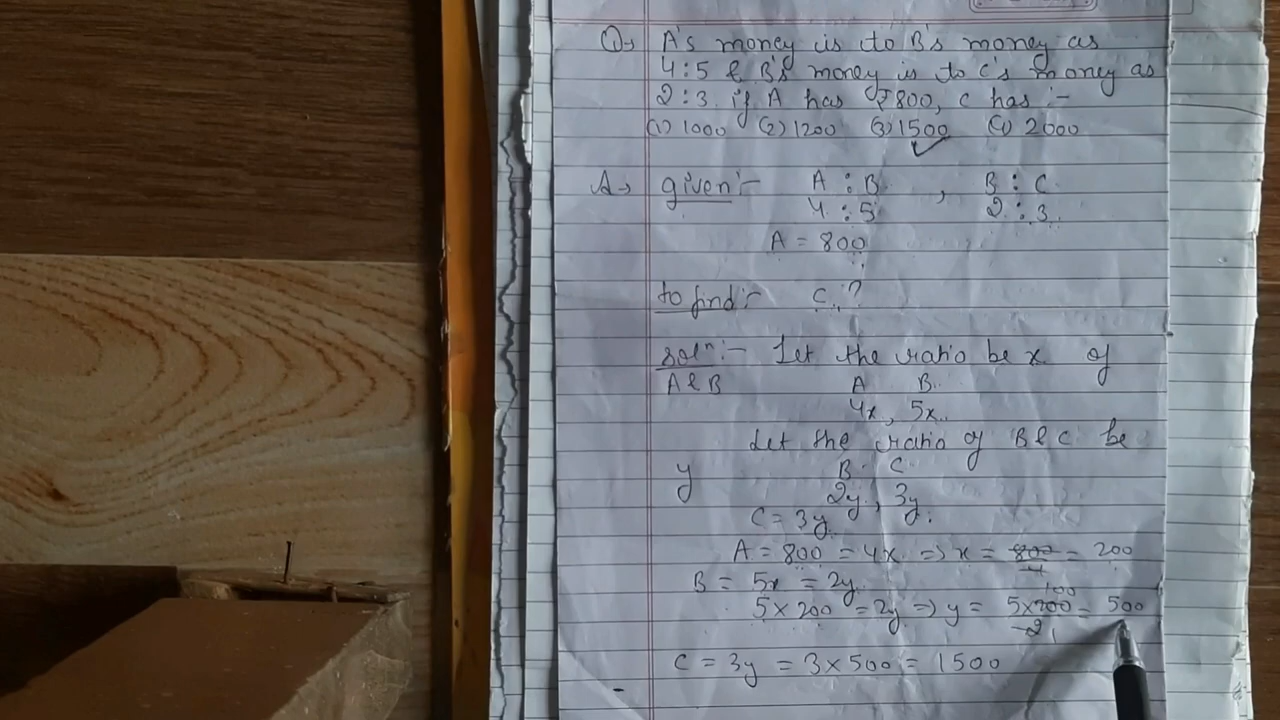 Q→ A's money is to B's money as
4:5 & B's money is to C's money as
2:3. if A has ₹800, C has :-
(1) 1000 (2) 1200 (3) 1500 (4) 2000
A→ given:- A : B , B : C
4 : 5 2 : 3
A = 800
to find:- C ?
solⁿ:- Let the ratio be x of
A & B A B
4x, 5x
Let the ratio of B & C be
y B C
2y, 3y
C = 3y
A = 800 = 4x => x = 800/4 = 200
B = 5x = 2y
100
5×200 = 2y => y = 5×200/2 = 500
1
C = 3y = 3×500 = 1500